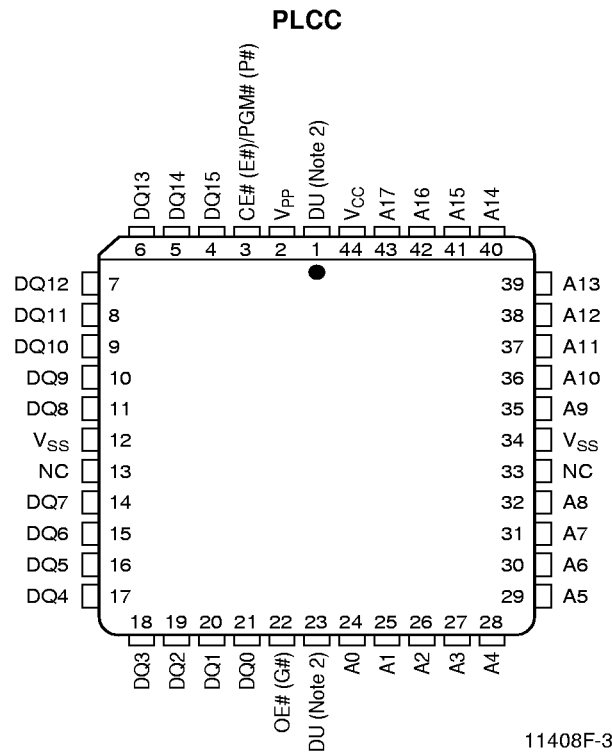 PLCC
DQ13
DQ14
DQ15
CE# (E#)/PGM# (P#)
VPP
DU (Note 2)
VCC
A17
A16
A15
A14
6 5 4 3 2 1 44 43 42 41 40
DQ12 7 39 A13
DQ11 8 38 A12
DQ10 9 37 A11
DQ9 10 36 A10
DQ8 11 35 A9
VSS 12 34 VSS
NC 13 33 NC
DQ7 14 32 A8
DQ6 15 31 A7
DQ5 16 30 A6
DQ4 17 29 A5
18 19 20 21 22 23 24 25 26 27 28
DQ3
DQ2
DQ1
DQ0
OE# (G#)
DU (Note 2)
A0
A1
A2
A3
A4
11408F-3